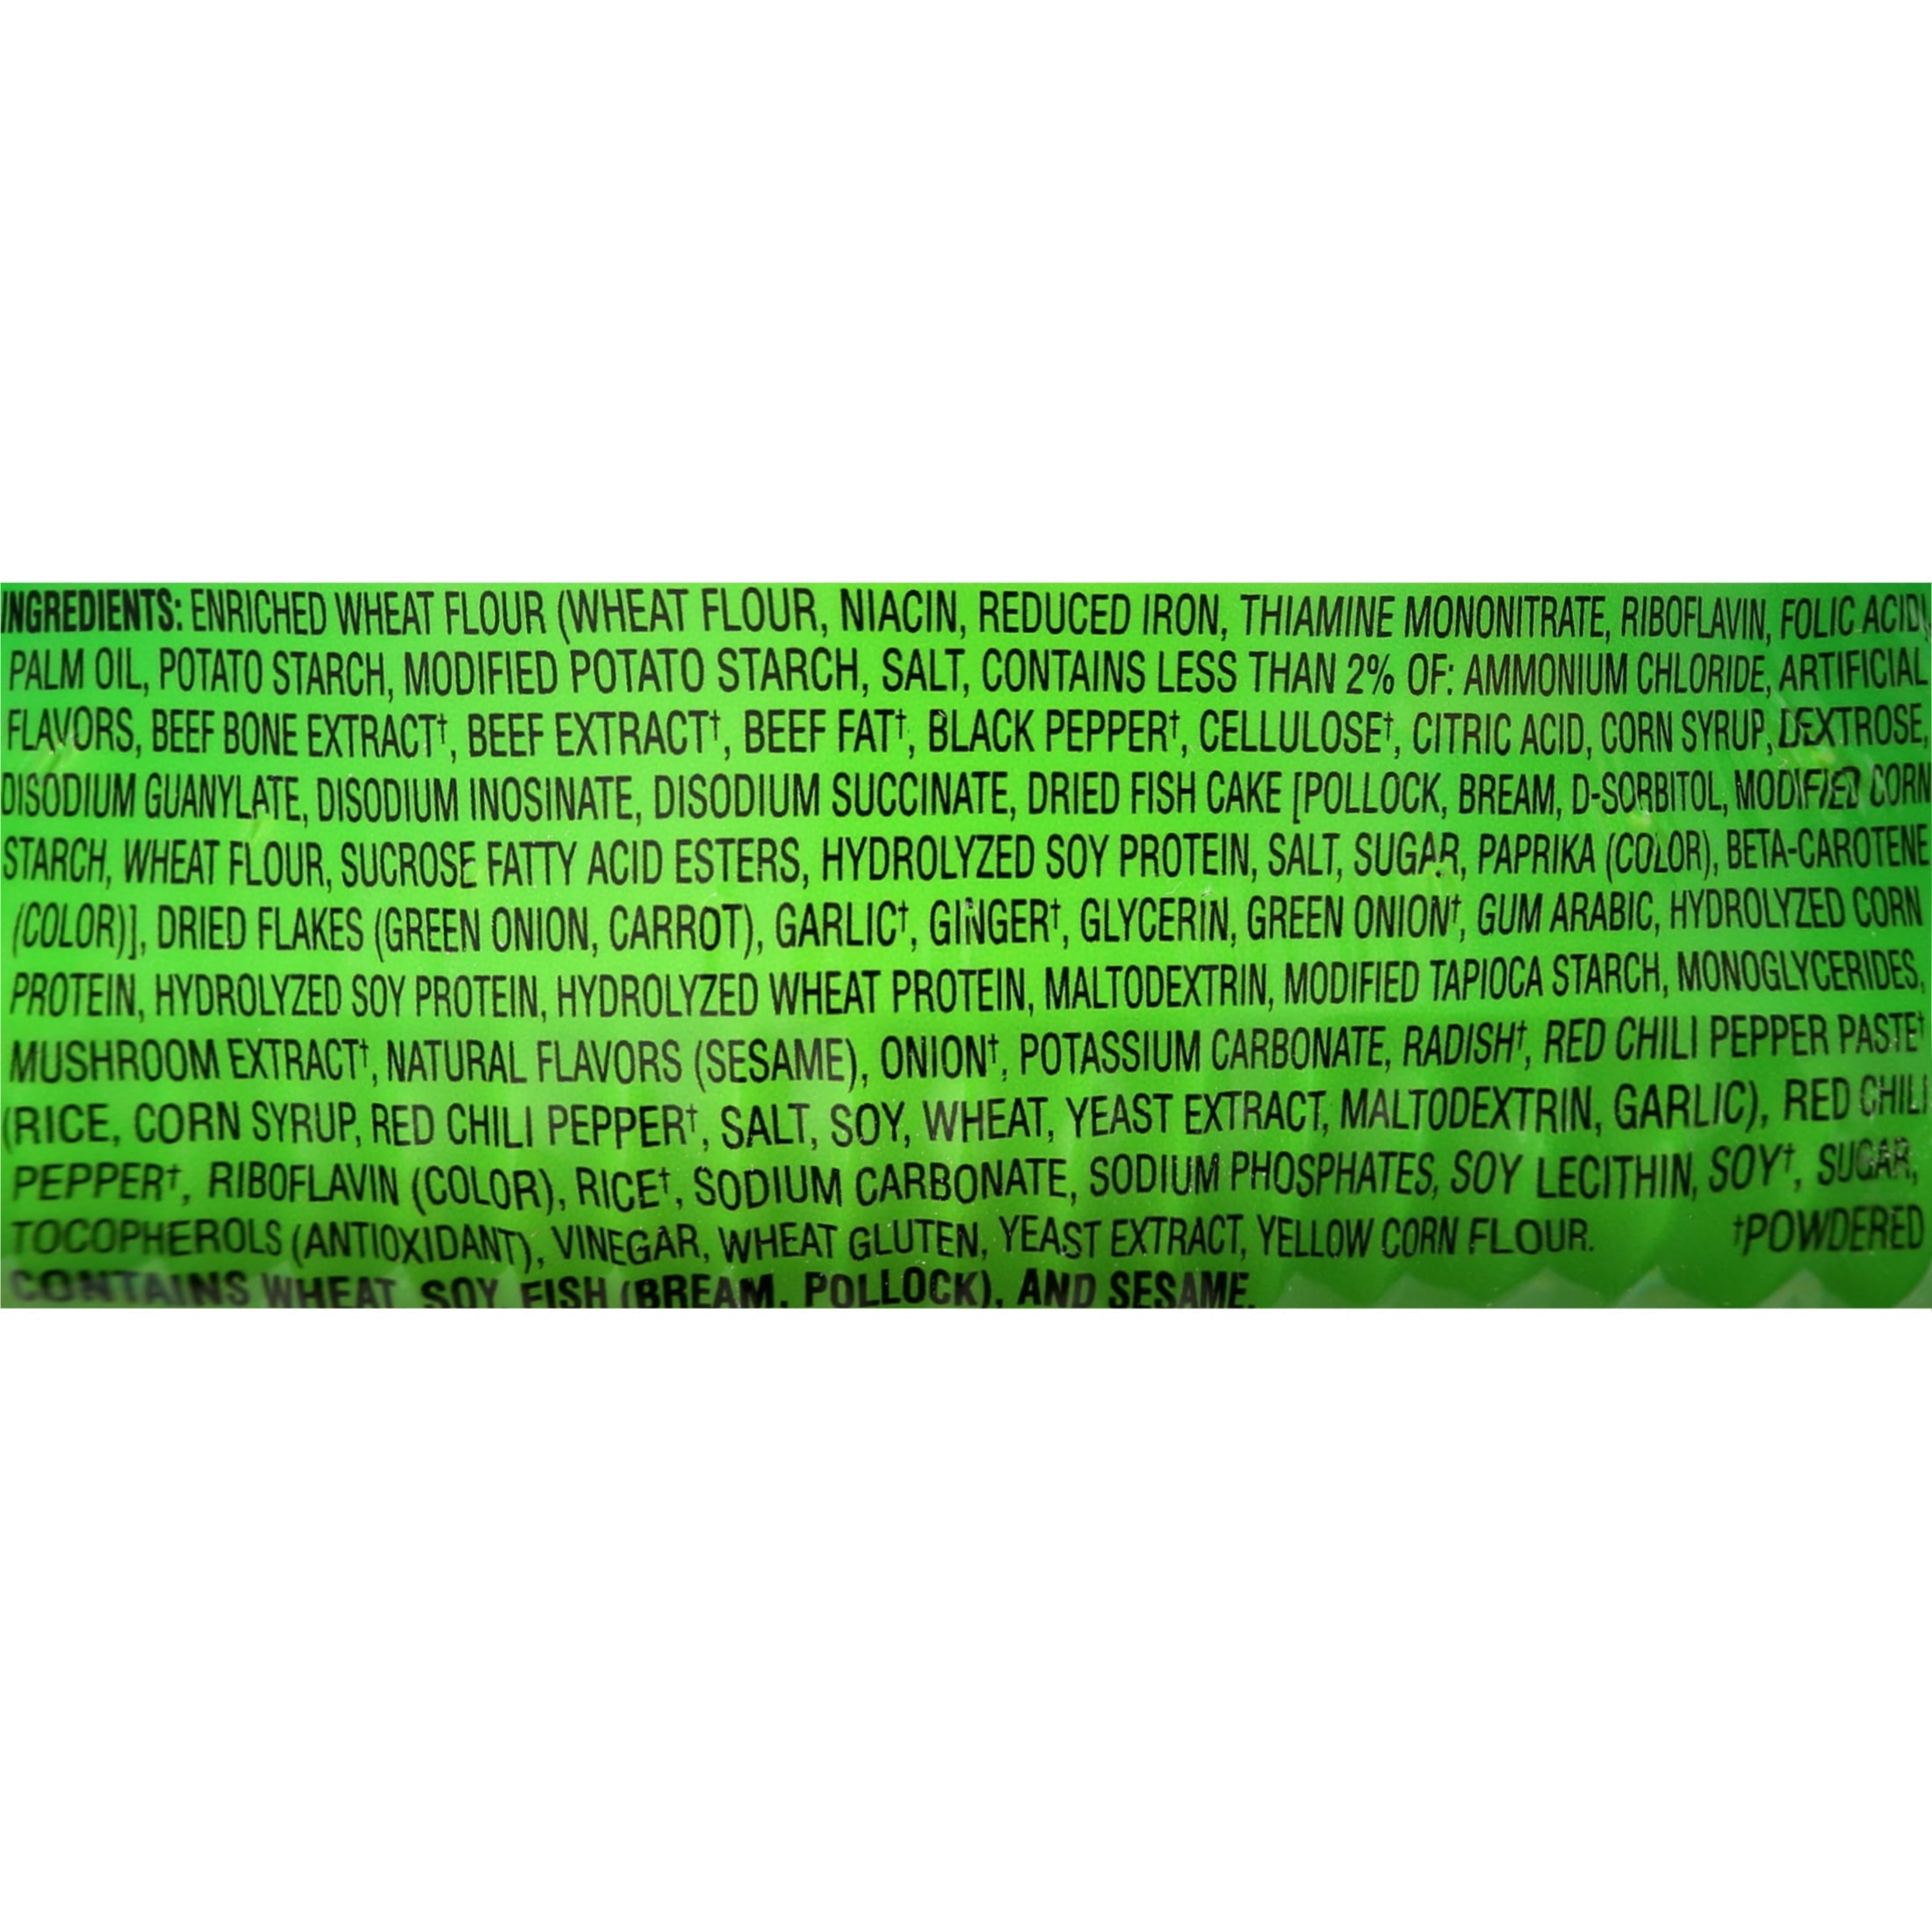 INGREDIENTS: ENRICHED WHEAT FLOUR (WHEAT FLOUR, NIACIN, REDUCED IRON, THIAMINE MONONITRATE, RIBOFLAVIN, FOLIC ACID),
PALM OIL, POTATO STARCH, MODIFIED POTATO STARCH, SALT, CONTAINS LESS THAN 2% OF: AMMONIUM CHLORIDE, ARTIFICIAL
FLAVORS, BEEF BONE EXTRACT†, BEEF EXTRACT†, BEEF FAT†, BLACK PEPPER†, CELLULOSE†, CITRIC ACID, CORN SYRUP, DEXTROSE,
DISODIUM GUANYLATE, DISODIUM INOSINATE, DISODIUM SUCCINATE, DRIED FISH CAKE [POLLOCK, BREAM, D-SORBITOL, MODIFIED CORN
STARCH, WHEAT FLOUR, SUCROSE FATTY ACID ESTERS, HYDROLYZED SOY PROTEIN, SALT, SUGAR, PAPRIKA (COLOR), BETA-CAROTENE
(COLOR)], DRIED FLAKES (GREEN ONION, CARROT), GARLIC†, GINGER†, GLYCERIN, GREEN ONION†, GUM ARABIC, HYDROLYZED CORN
PROTEIN, HYDROLYZED SOY PROTEIN, HYDROLYZED WHEAT PROTEIN, MALTODEXTRIN, MODIFIED TAPIOCA STARCH, MONOGLYCERIDES,
MUSHROOM EXTRACT†, NATURAL FLAVORS (SESAME), ONION†, POTASSIUM CARBONATE, RADISH†, RED CHILI PEPPER PASTE†
(RICE, CORN SYRUP, RED CHILI PEPPER†, SALT, SOY, WHEAT, YEAST EXTRACT, MALTODEXTRIN, GARLIC), RED CHILI
PEPPER†, RIBOFLAVIN (COLOR), RICE†, SODIUM CARBONATE, SODIUM PHOSPHATES, SOY LECITHIN, SOY†, SUGAR,
TOCOPHEROLS (ANTIOXIDANT), VINEGAR, WHEAT GLUTEN, YEAST EXTRACT, YELLOW CORN FLOUR. †POWDERED
CONTAINS WHEAT, SOY, FISH (BREAM, POLLOCK), AND SESAME.